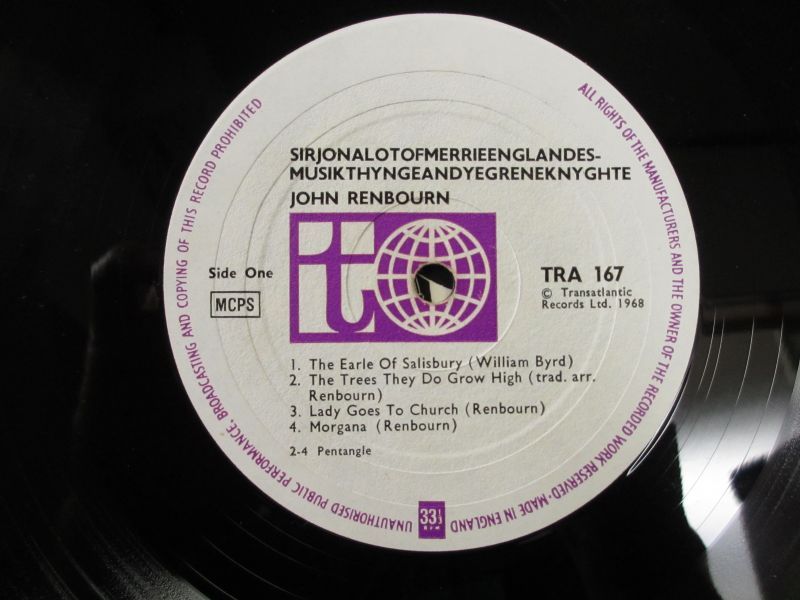 SIRJONALOTOFMERRIEENGLANDES-
MUSIKTHYNGEANDYEGRENEKNYGHTE
JOHN RENBOURN
Side One
MCPS
to
TRA 167
© Transatlantic
Records Ltd. 1968
1. The Earle Of Salisbury (William Byrd)
2. The Trees They Do Grow High (trad. arr.
Renbourn)
3. Lady Goes To Church (Renbourn)
4. Morgana (Renbourn)
2-4 Pentangle
ALL RIGHTS OF THE MANUFACTURERS AND THE OWNER OF THE RECORDED WORK RESERVED · MADE IN ENGLAND
33⅓
RPM
UNAUTHORISED PUBLIC PERFORMANCE, BROADCASTING AND COPYING OF THIS RECORD PROHIBITED